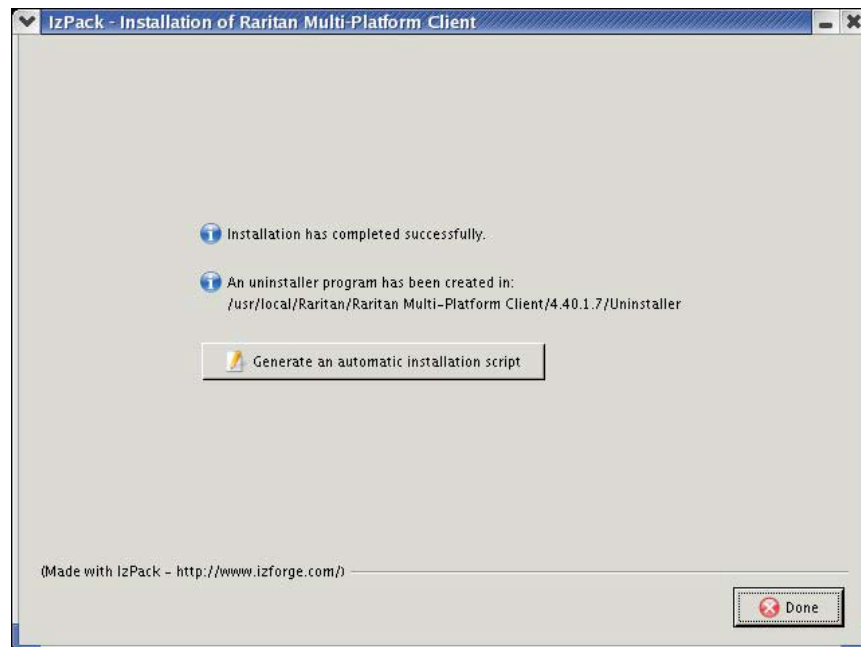 IzPack - Installation of Raritan Multi-Platform Client
Installation has completed successfully.
An uninstaller program has been created in:
/usr/local/Raritan/Raritan Multi-Platform Client/4.40.1.7/Uninstaller
Generate an automatic installation script
(Made with IzPack - http://www.izforge.com/)
Done